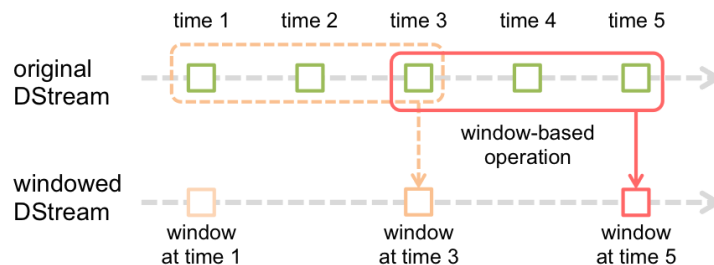 time 1 time 2 time 3 time 4 time 5
original
DStream
window-based
operation
windowed
DStream
window
at time 1
window
at time 3
window
at time 5